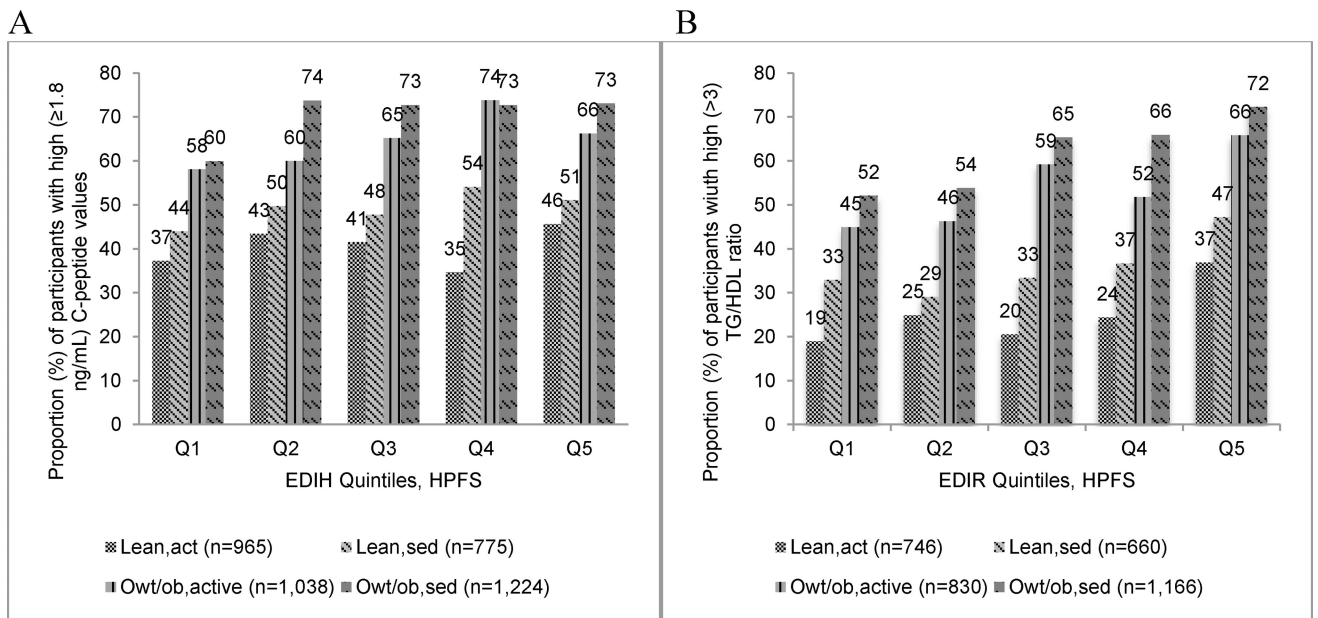 A
Proportion (%) of participants with high (≥1.8
ng/mL) C-peptide values
80
70
60
50
40
30
20
10
0
37 44 58 60
43 50 60 74
41 48 65 73
35 54 74 73
46 51 66 73
Q1 Q2 Q3 Q4 Q5
EDIH Quintiles, HPFS
Lean,act (n=965) Lean,sed (n=775)
Owt/ob,active (n=1,038) Owt/ob,sed (n=1,224)
B
Proportion (%) of participants wiuth high (>3)
TG/HDL ratio
80
70
60
50
40
30
20
10
0
19 33 45 52
25 29 46 54
20 33 59 65
24 37 52 66
37 47 66 72
Q1 Q2 Q3 Q4 Q5
EDIR Quintiles, HPFS
Lean,act (n=746) Lean,sed (n=660)
Owt/ob,active (n=830) Owt/ob,sed (n=1,166)